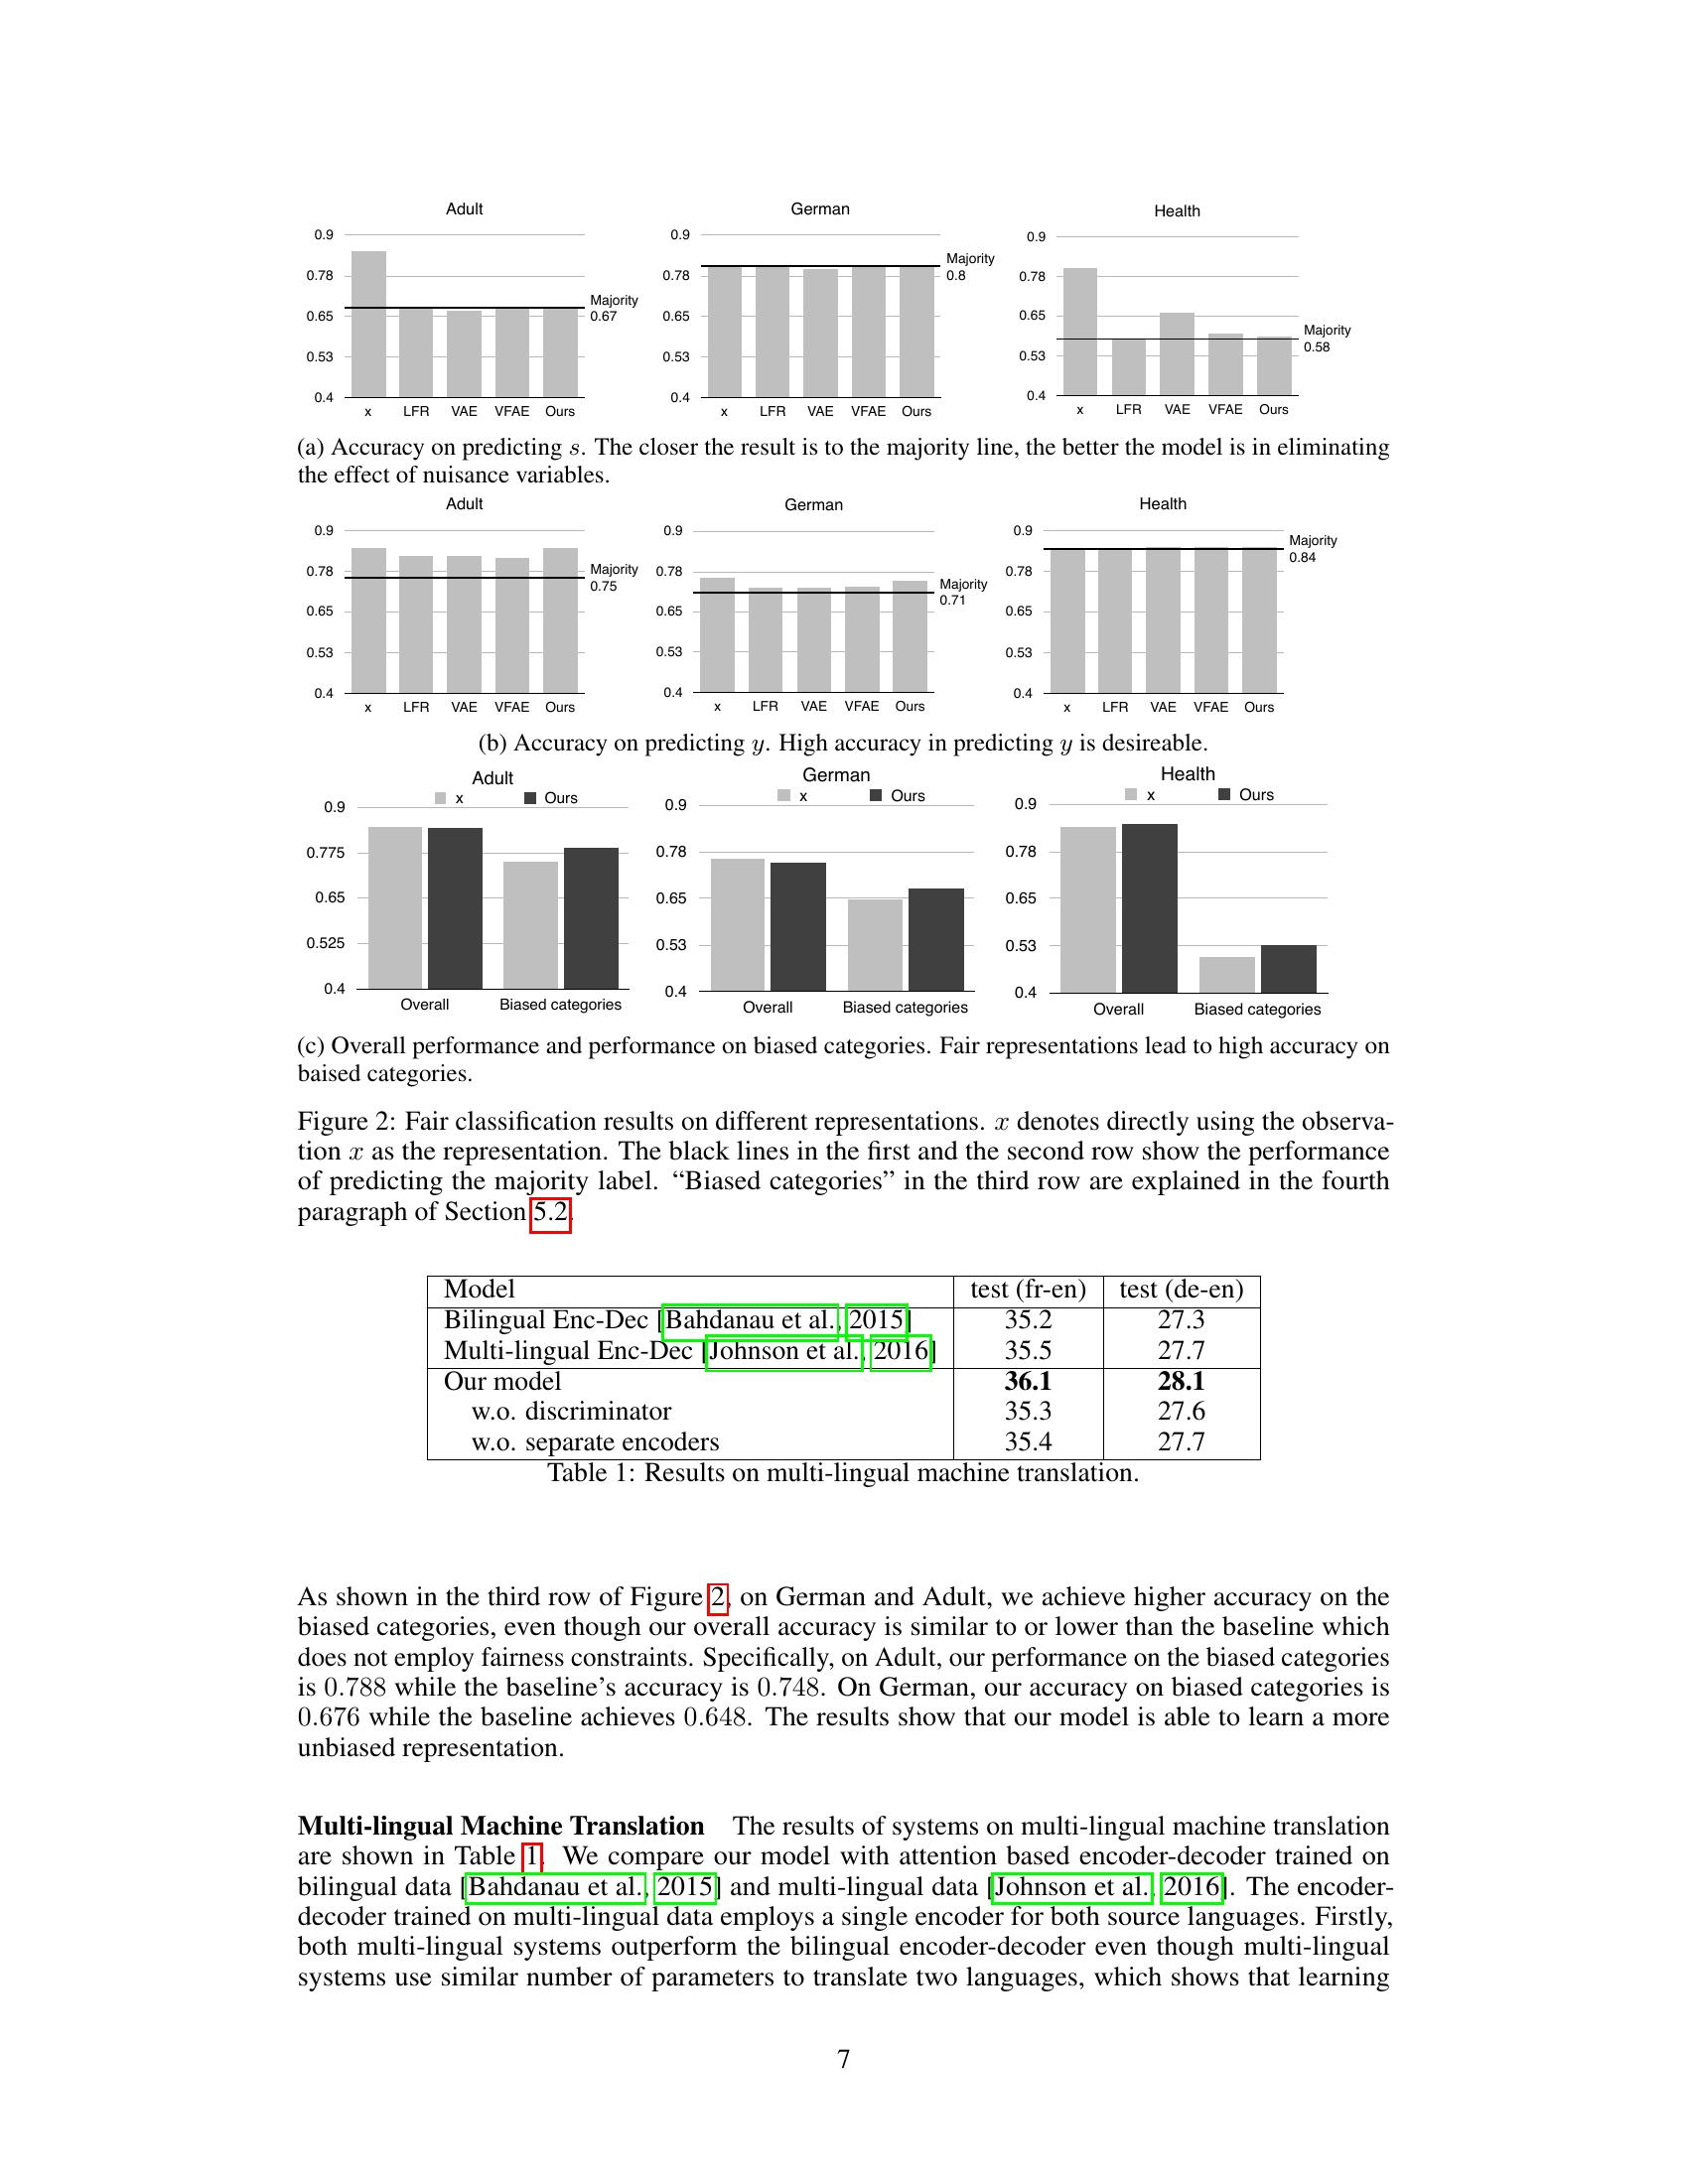 Adult
0.9
0.78
0.65
0.53
0.4
Majority
0.67
x LFR VAE VFAE Ours
German
0.9
0.78
0.65
0.53
0.4
Majority
0.8
x LFR VAE VFAE Ours
Health
0.9
0.78
0.65
0.53
0.4
Majority
0.58
x LFR VAE VFAE Ours
(a) Accuracy on predicting s. The closer the result is to the majority line, the better the model is in eliminating
the effect of nuisance variables.
Adult
0.9
0.78
0.65
0.53
0.4
Majority
0.75
x LFR VAE VFAE Ours
German
0.9
0.78
0.65
0.53
0.4
Majority
0.71
x LFR VAE VFAE Ours
Health
0.9
0.78
0.65
0.53
0.4
Majority
0.84
x LFR VAE VFAE Ours
(b) Accuracy on predicting y. High accuracy in predicting y is desireable.
Adult
x Ours
0.9
0.775
0.65
0.525
0.4
Overall Biased categories
German
x Ours
0.9
0.78
0.65
0.53
0.4
Overall Biased categories
Health
x Ours
0.9
0.78
0.65
0.53
0.4
Overall Biased categories
(c) Overall performance and performance on biased categories. Fair representations lead to high accuracy on
baised categories.
Figure 2: Fair classification results on different representations. x denotes directly using the observa-
tion x as the representation. The black lines in the first and the second row show the performance
of predicting the majority label. “Biased categories” in the third row are explained in the fourth
paragraph of Section 5.2.
Model test (fr-en) test (de-en)
Bilingual Enc-Dec [Bahdanau et al., 2015] 35.2 27.3
Multi-lingual Enc-Dec [Johnson et al., 2016] 35.5 27.7
Our model 36.1 28.1
w.o. discriminator 35.3 27.6
w.o. separate encoders 35.4 27.7
Table 1: Results on multi-lingual machine translation.
As shown in the third row of Figure 2, on German and Adult, we achieve higher accuracy on the
biased categories, even though our overall accuracy is similar to or lower than the baseline which
does not employ fairness constraints. Specifically, on Adult, our performance on the biased categories
is 0.788 while the baseline’s accuracy is 0.748. On German, our accuracy on biased categories is
0.676 while the baseline achieves 0.648. The results show that our model is able to learn a more
unbiased representation.
Multi-lingual Machine Translation The results of systems on multi-lingual machine translation
are shown in Table 1. We compare our model with attention based encoder-decoder trained on
bilingual data [Bahdanau et al., 2015] and multi-lingual data [Johnson et al., 2016]. The encoder-
decoder trained on multi-lingual data employs a single encoder for both source languages. Firstly,
both multi-lingual systems outperform the bilingual encoder-decoder even though multi-lingual
systems use similar number of parameters to translate two languages, which shows that learning
7